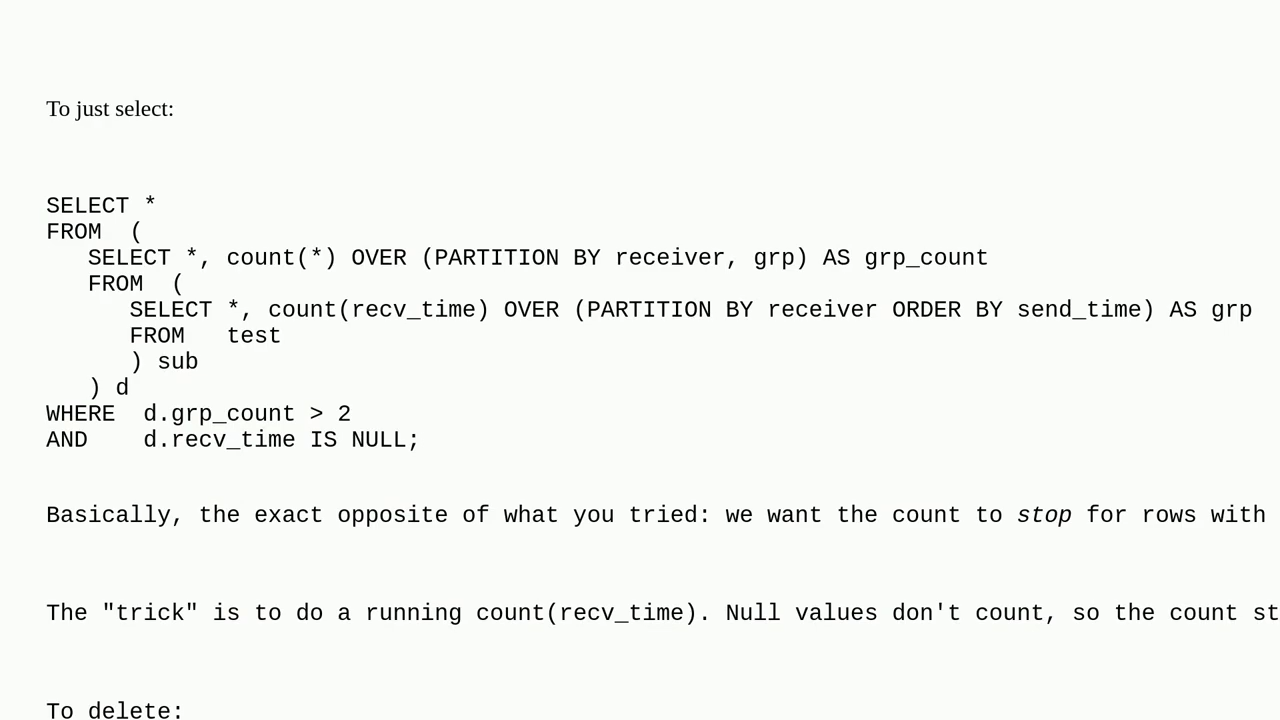 To just select:
SELECT *
FROM  (
   SELECT *, count(*) OVER (PARTITION BY receiver, grp) AS grp_count
   FROM  (
      SELECT *, count(recv_time) OVER (PARTITION BY receiver ORDER BY send_time) AS grp
      FROM   test
      ) sub
   ) d
WHERE  d.grp_count > 2
AND    d.recv_time IS NULL;
Basically, the exact opposite of what you tried: we want the count to stop for rows with
The "trick" is to do a running count(recv_time). Null values don't count, so the count st
To delete: